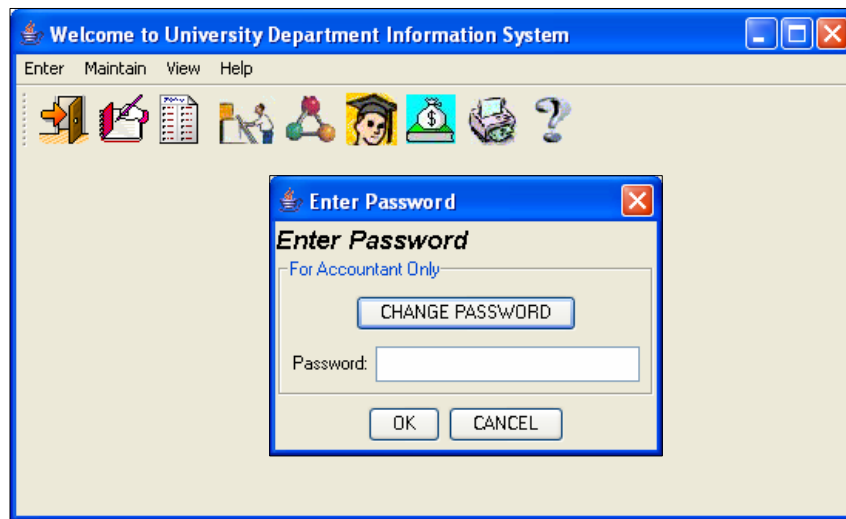 Welcome to University Department Information System
Enter Maintain View Help
Enter Password
Enter Password
For Accountant Only
CHANGE PASSWORD
Password:
OK CANCEL